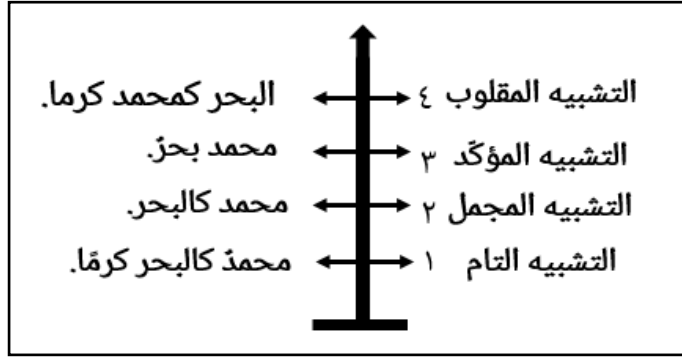 التشبيه المقلوب ٤ البحر كمحمد كرما.
التشبيه المؤكّد ٣ محمد بحرٌ.
التشبيه المجمل ٢ محمد كالبحر.
التشبيه التام ١ محمدٌ كالبحر كرمًا.